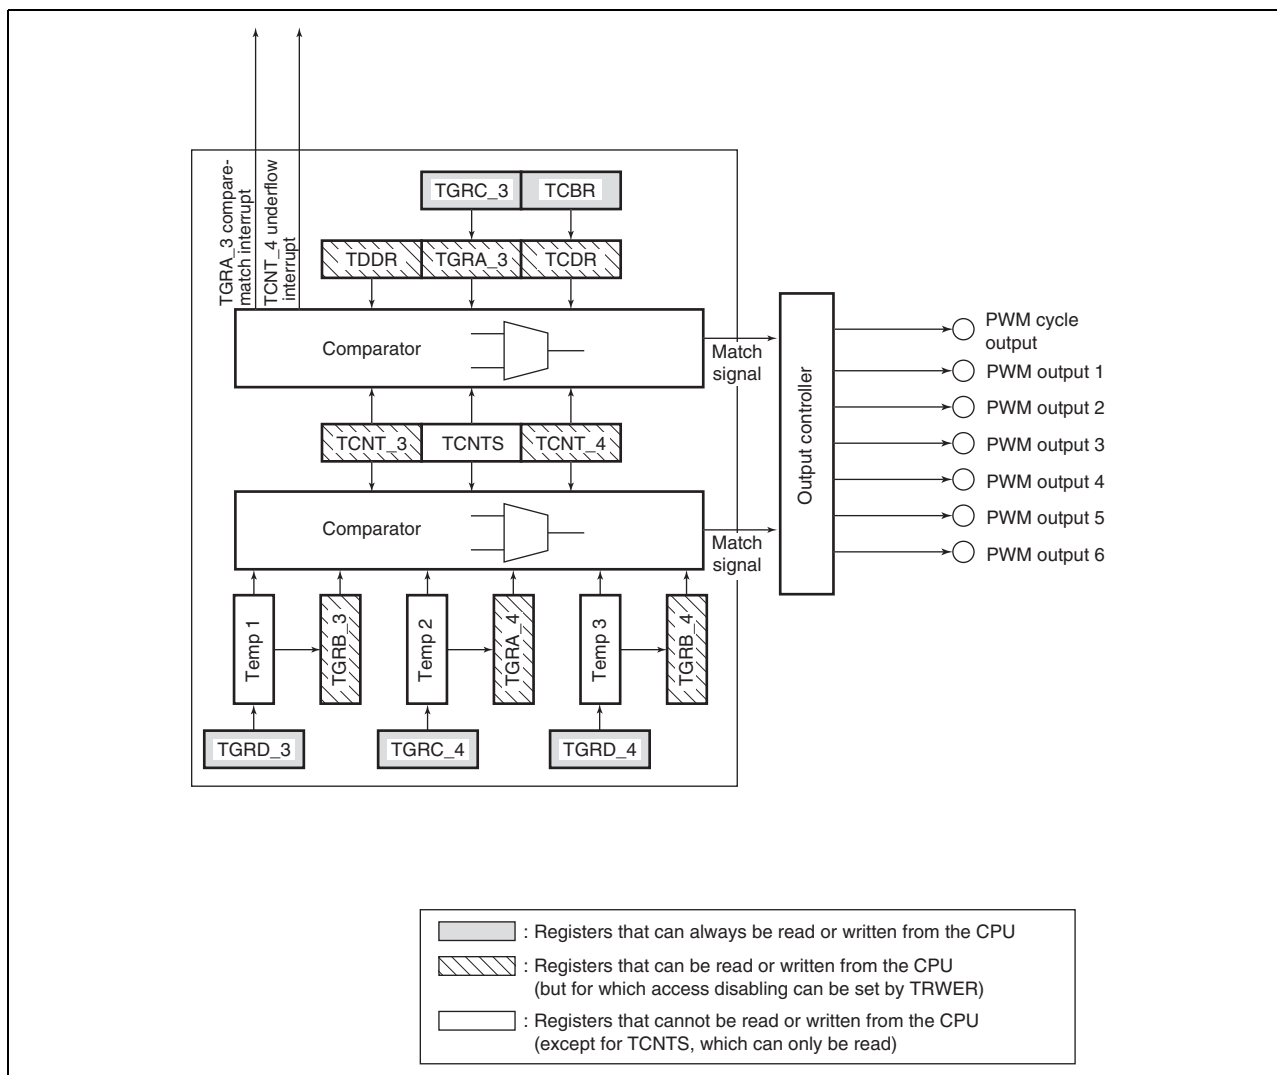 TGRA_3 compare-
match interrupt
TCNT_4 underflow
interrupt
TGRC_3
TCBR
TDDR
TGRA_3
TCDR
Comparator
Match
signal
TCNT_3
TCNTS
TCNT_4
Comparator
Match
signal
Output controller
PWM cycle
output
PWM output 1
PWM output 2
PWM output 3
PWM output 4
PWM output 5
PWM output 6
Temp 1
TGRB_3
Temp 2
TGRA_4
Temp 3
TGRB_4
TGRD_3
TGRC_4
TGRD_4
: Registers that can always be read or written from the CPU
: Registers that can be read or written from the CPU
(but for which access disabling can be set by TRWER)
: Registers that cannot be read or written from the CPU
(except for TCNTS, which can only be read)